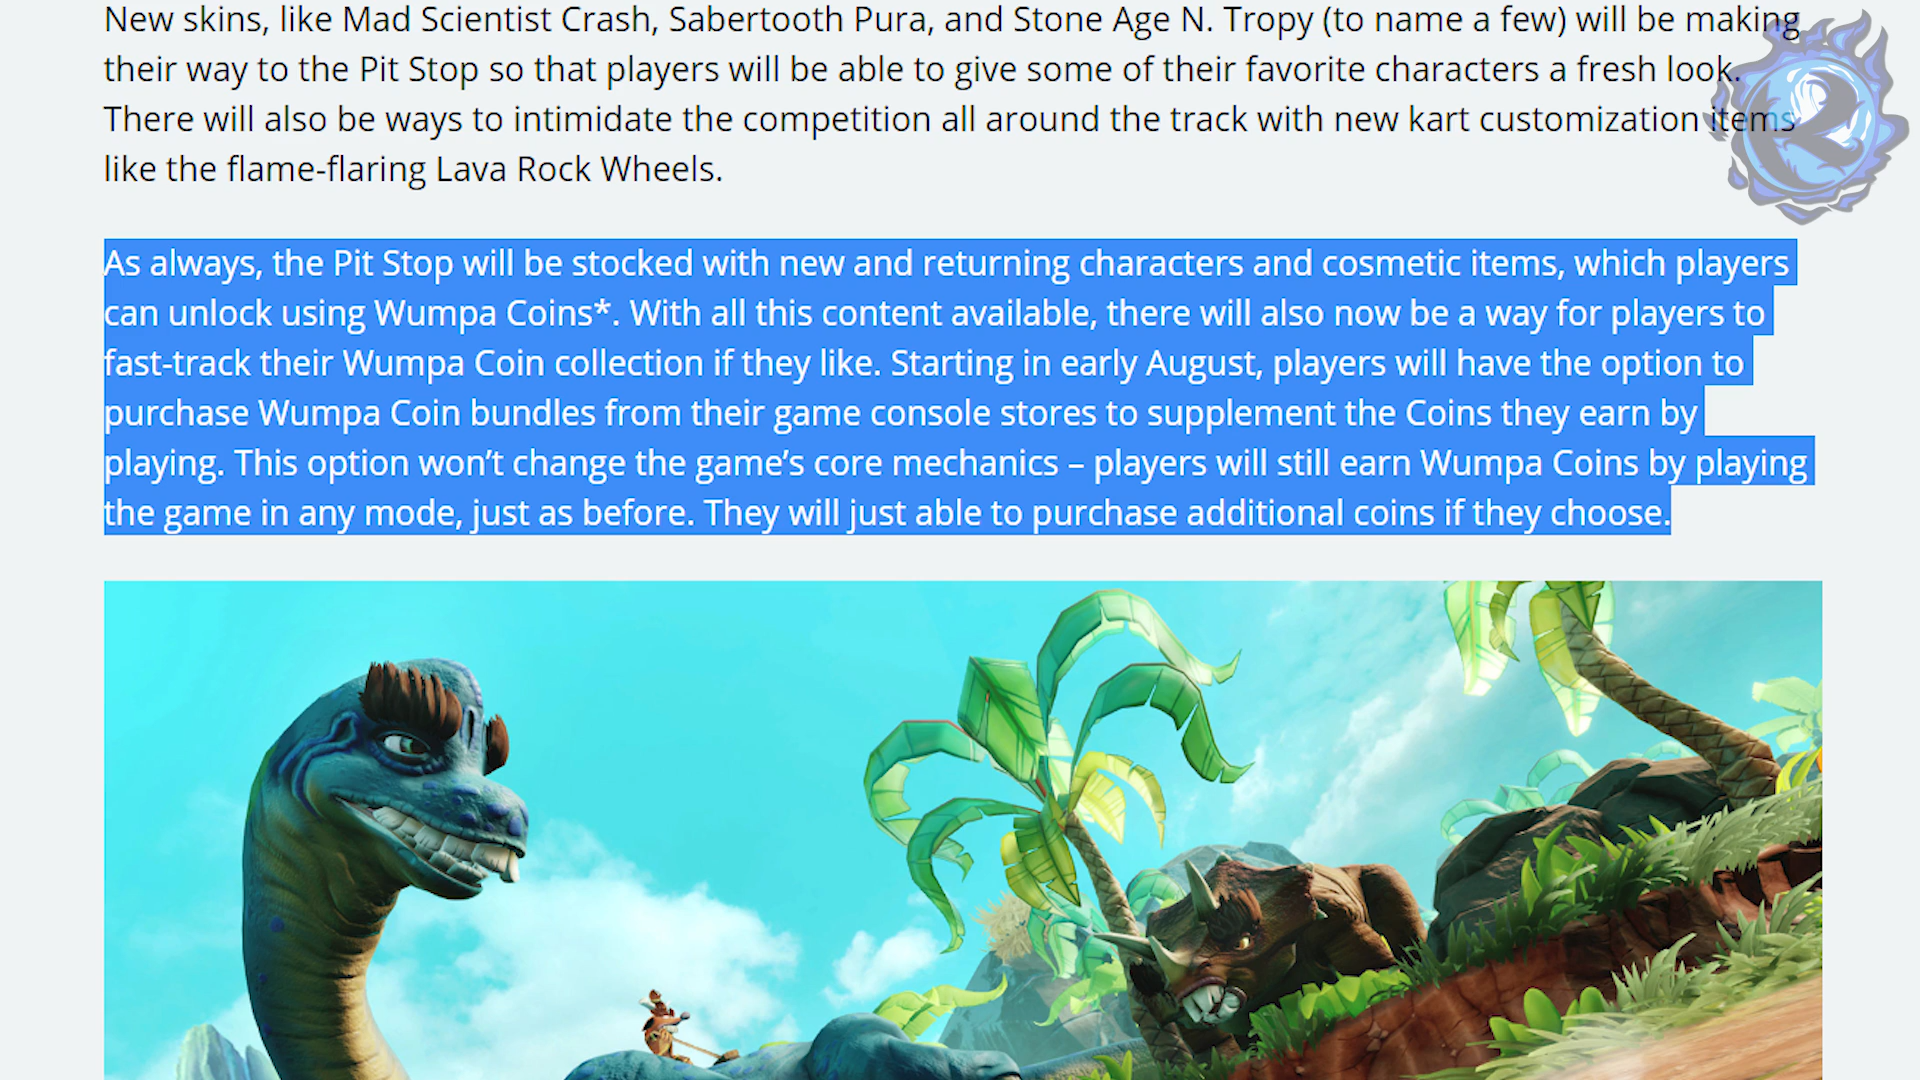 New skins, like Mad Scientist Crash, Sabertooth Pura, and Stone Age N. Tropy (to name a few) will be making
their way to the Pit Stop so that players will be able to give some of their favorite characters a fresh look.
There will also be ways to intimidate the competition all around the track with new kart customization items
like the flame-flaring Lava Rock Wheels.
As always, the Pit Stop will be stocked with new and returning characters and cosmetic items, which players
can unlock using Wumpa Coins*. With all this content available, there will also now be a way for players to
fast-track their Wumpa Coin collection if they like. Starting in early August, players will have the option to
purchase Wumpa Coin bundles from their game console stores to supplement the Coins they earn by
playing. This option won’t change the game’s core mechanics – players will still earn Wumpa Coins by playing
the game in any mode, just as before. They will just able to purchase additional coins if they choose.